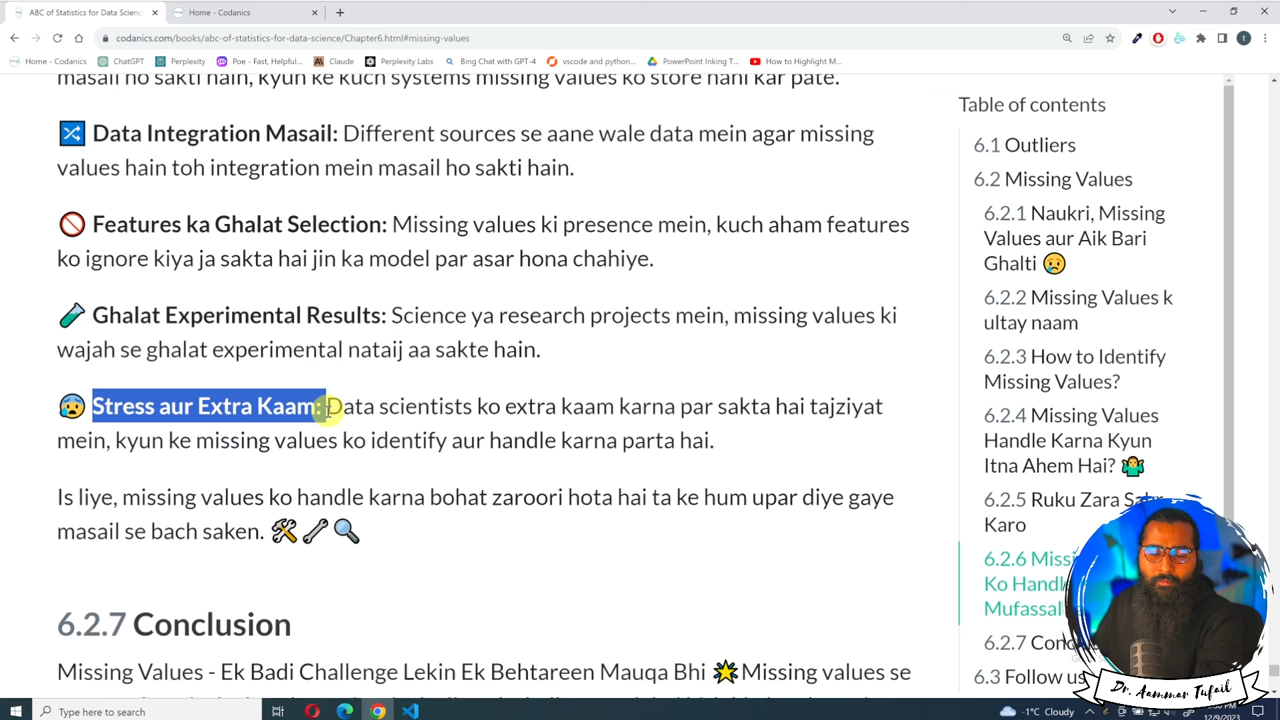 ABC of Statistics for Data Scienc
Home - Codanics
codanics.com/books/abc-of-statistics-for-data-science/Chapter6.html#missing-values
Home - Codanics
ChatGPT
Perplexity
Poe - Fast, Helpful...
Claude
Perplexity Labs
Bing Chat with GPT-4
vscode and python...
PowerPoint Inking T...
How to Highlight M...
masail ho sakti hain, kyun ke kuch systems missing values ko store nahi kar pate.
🔀 Data Integration Masail: Different sources se aane wale data mein agar missing
values hain toh integration mein masail ho sakti hain.
🚫 Features ka Ghalat Selection: Missing values ki presence mein, kuch aham features
ko ignore kiya ja sakta hai jin ka model par asar hona chahiye.
🧪 Ghalat Experimental Results: Science ya research projects mein, missing values ki
wajah se ghalat experimental nataij aa sakte hain.
😰 Stress aur Extra Kaam: Data scientists ko extra kaam karna par sakta hai tajziyat
mein, kyun ke missing values ko identify aur handle karna parta hai.
Is liye, missing values ko handle karna bohat zaroori hota hai ta ke hum upar diye gaye
masail se bach saken. 🛠️🔧🔍
6.2.7 Conclusion
Missing Values - Ek Badi Challenge Lekin Ek Behtareen Mauqa Bhi 🌟Missing values se
Table of contents
6.1 Outliers
6.2 Missing Values
6.2.1 Naukri, Missing
Values aur Aik Bari
Ghalti 😥
6.2.2 Missing Values k
ultay naam
6.2.3 How to Identify
Missing Values?
6.2.4 Missing Values
Handle Karna Kyun
Itna Ahem Hai? 🤷‍♂️
6.2.5 Ruku Zara Sabr
Karo
6.2.6 Missi
Ko Handl
Mufassal
6.2.7 Conc
6.3 Follow us
Dr. Aammar Tufail
Type here to search
-1°C Cloudy
12/9/2023